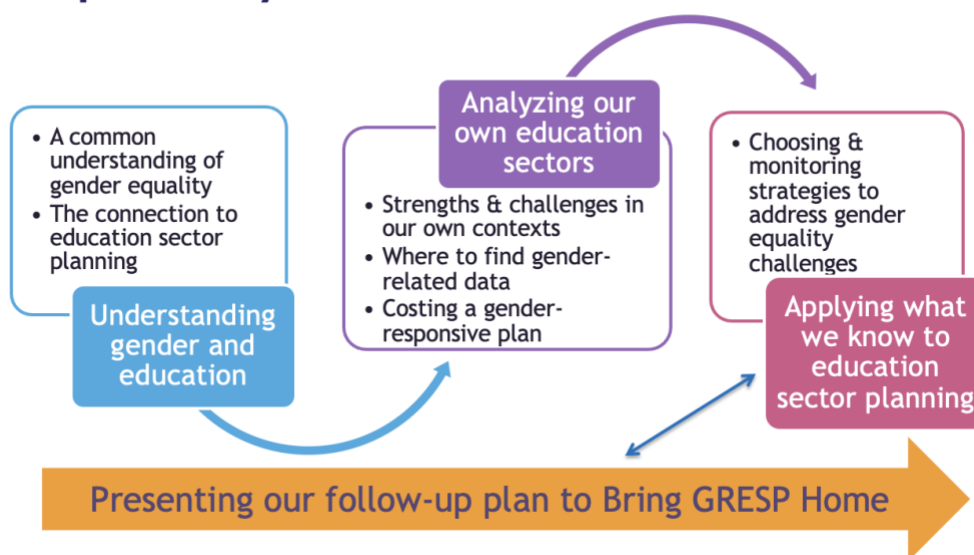 • A common
understanding of
gender equality
• The connection to
education sector
planning
Understanding
gender and
education
Analyzing our
own education
sectors
• Strengths & challenges in
our own contexts
• Where to find gender-
related data
• Costing a gender-
responsive plan
• Choosing &
monitoring
strategies to
address gender
equality
challenges
Applying what
we know to
education
sector planning
Presenting our follow-up plan to Bring GRESP Home